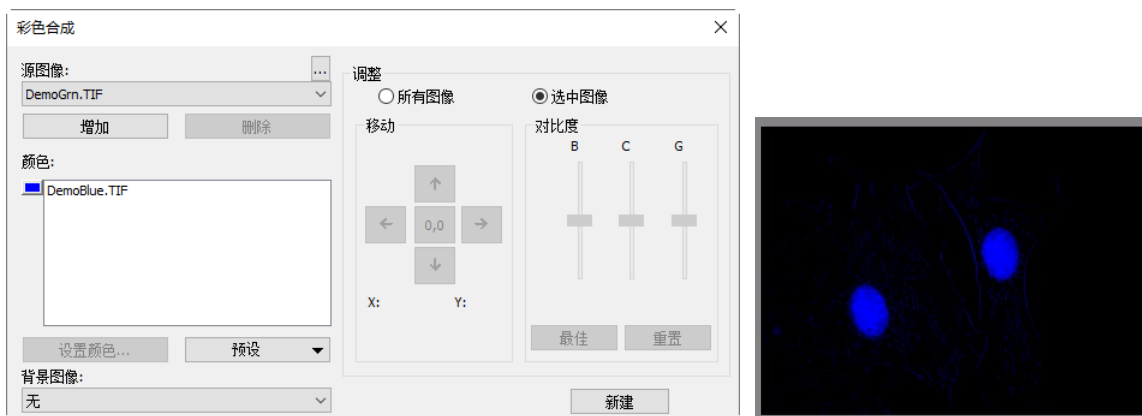 彩色合成
源图像:
...
DemoGrn.TIF
增加
删除
颜色:
DemoBlue.TIF
设置颜色...
预设
背景图像:
无
调整
所有图像
选中图像
移动
0,0
X:
Y:
对比度
B
C
G
最佳
重置
新建